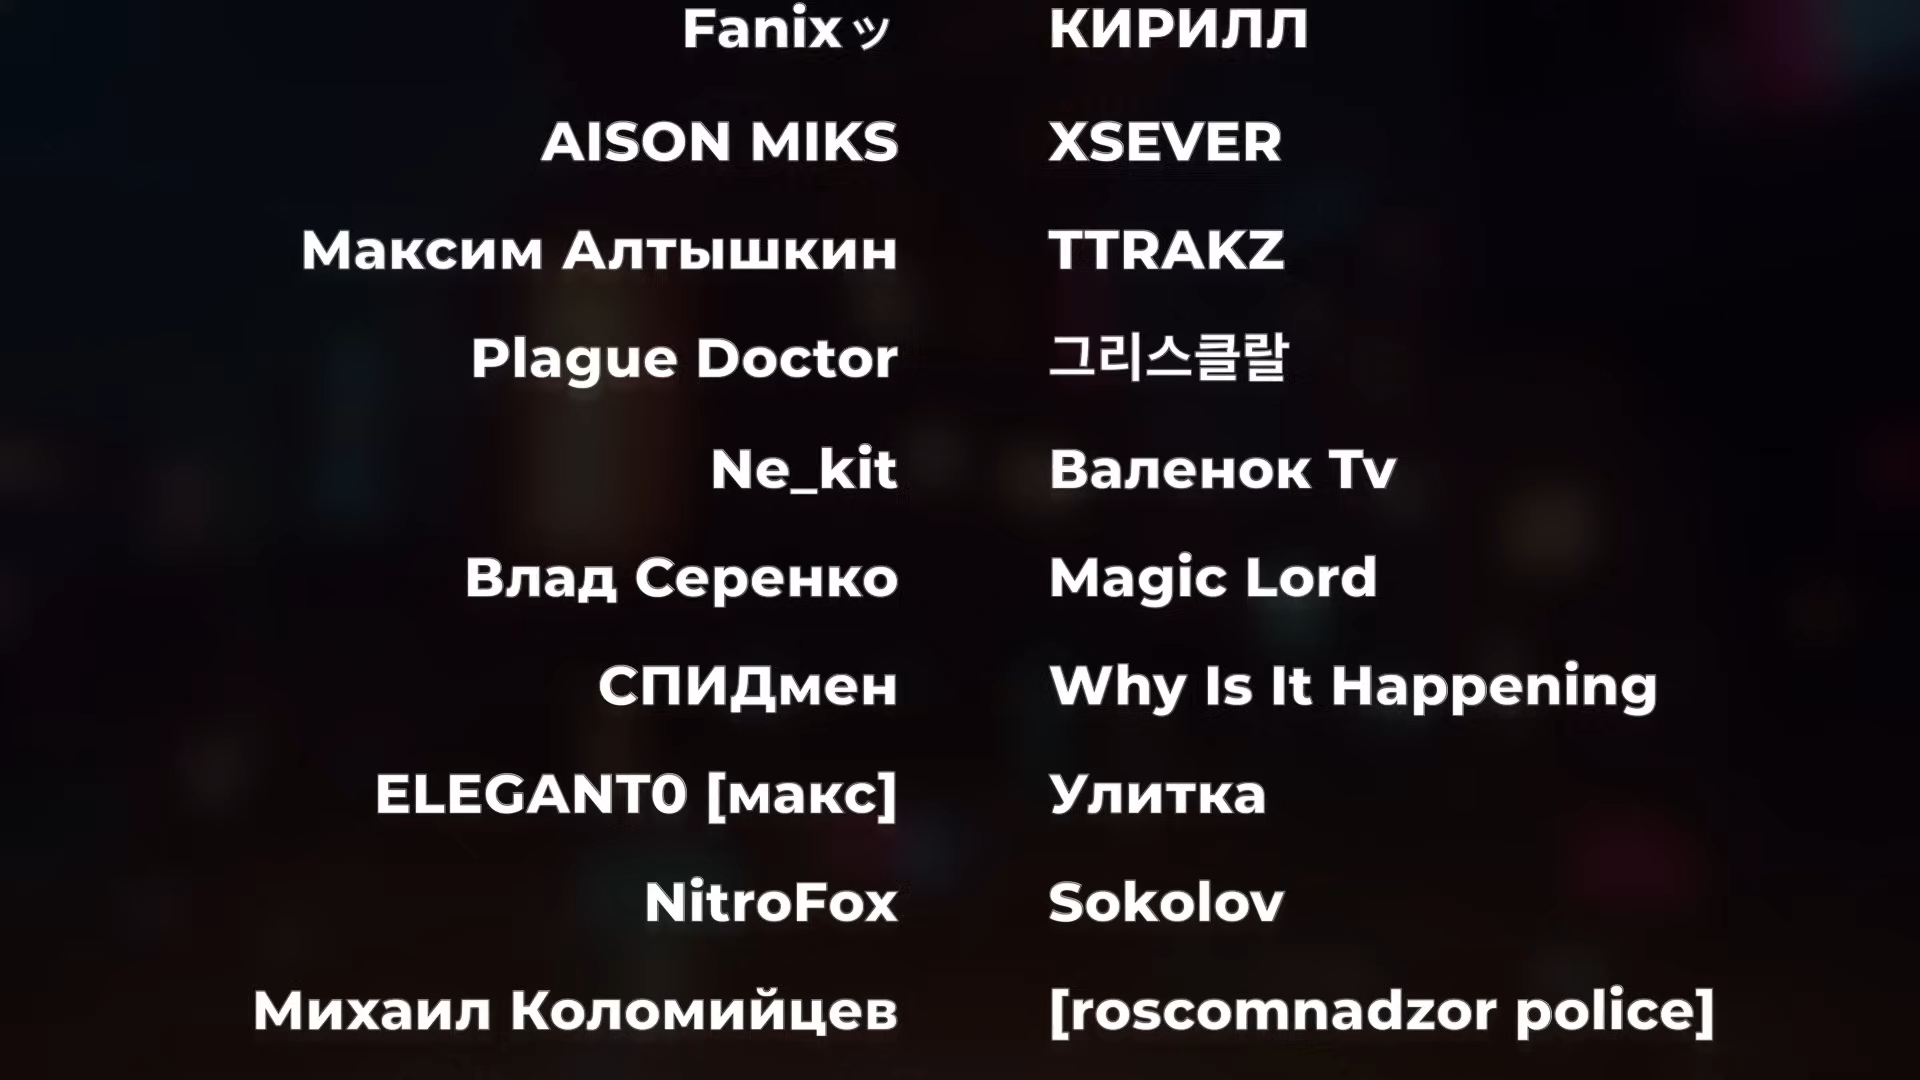 Fanixッ КИРИЛЛ
AISON MIKS XSEVER
Максим Алтышкин TTRAKZ
Plague Doctor 그리스클랄
Ne_kit Валенок Tv
Влад Серенко Magic Lord
СПИДмен Why Is It Happening
ELEGANT0 [макс] Улитка
NitroFox Sokolov
Михаил Коломийцев [roscomnadzor police]